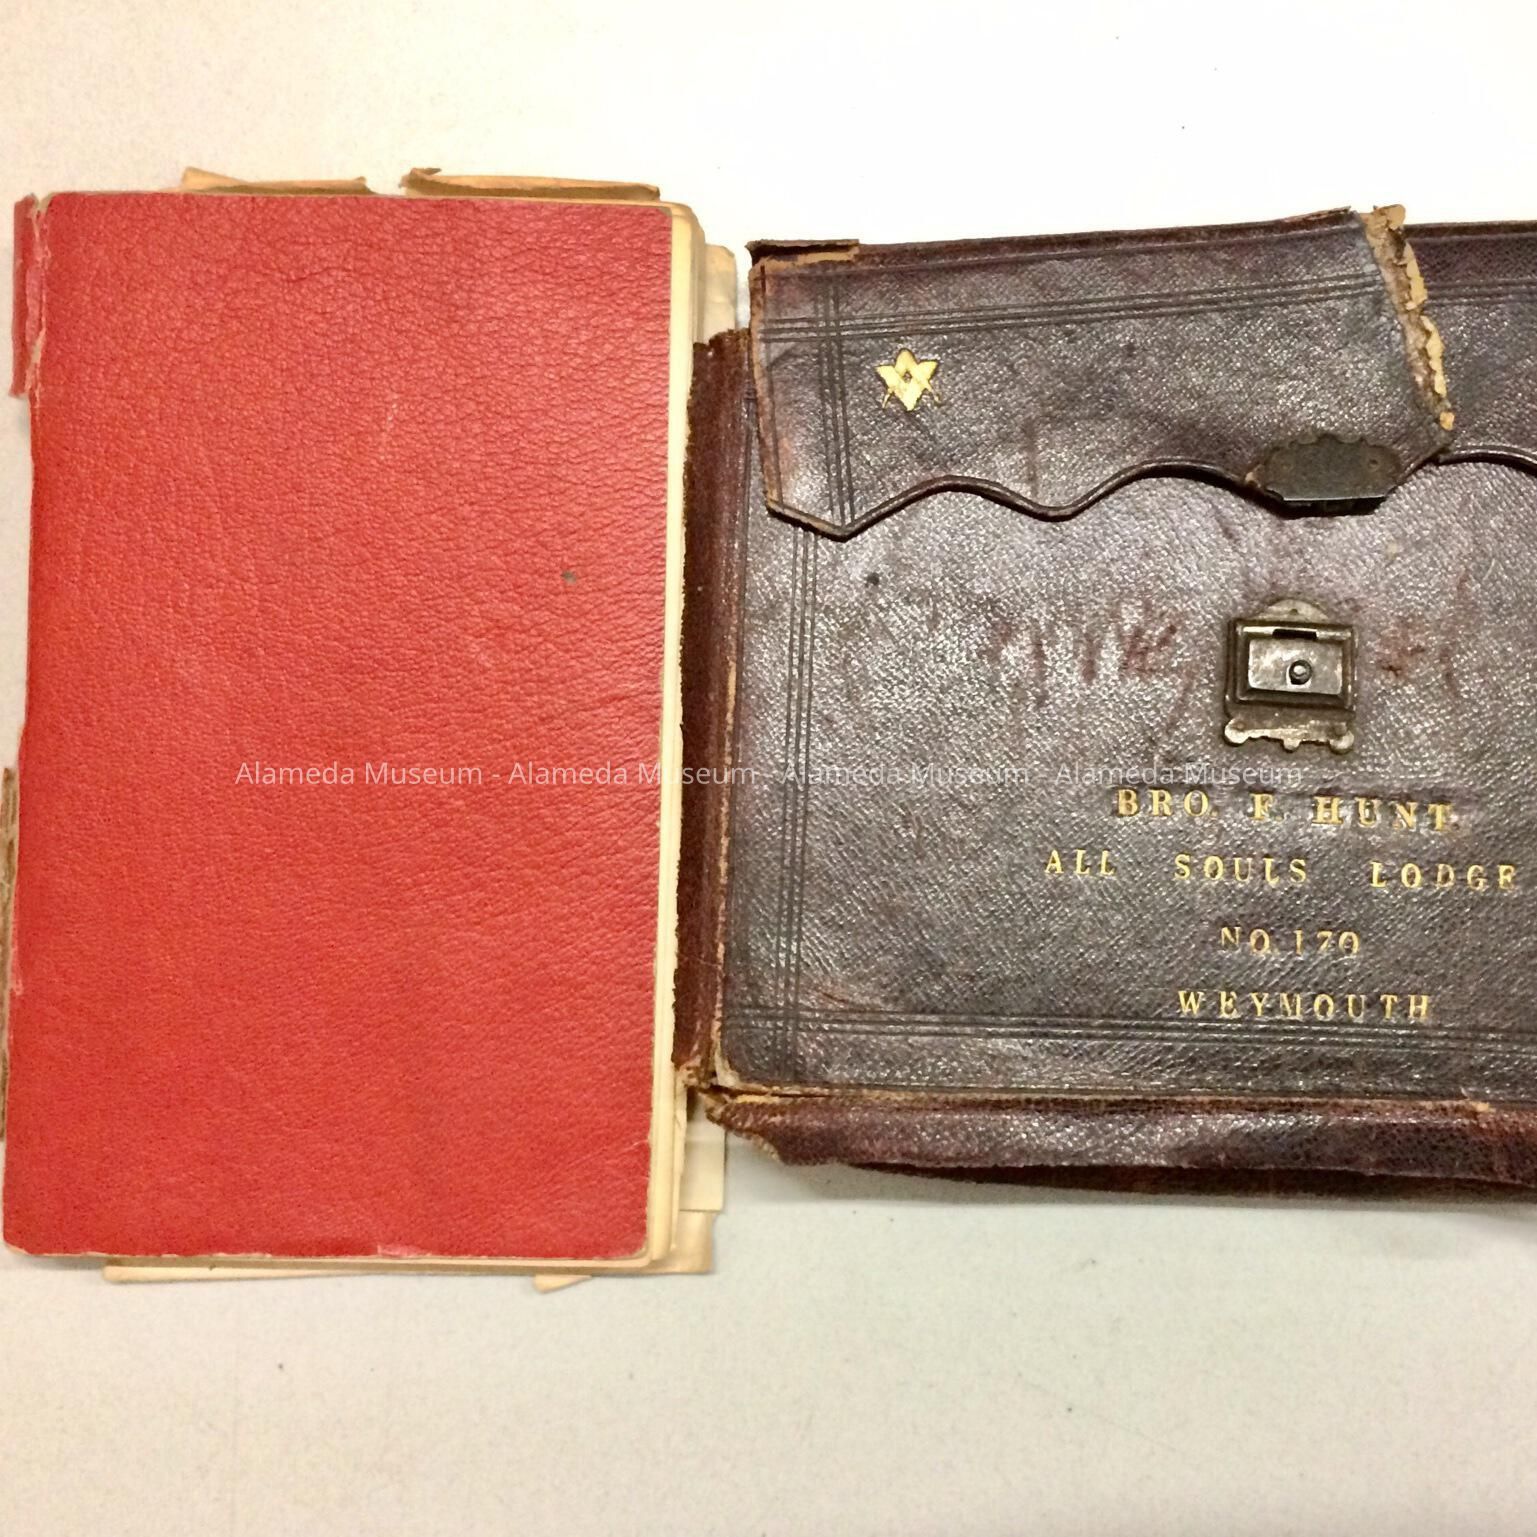 Alameda Museum - Alameda Museum - Alameda Museum - Alameda Museum
BRO. F. HUNT.
ALL SOULS LODGE
NO. 170
WEYMOUTH